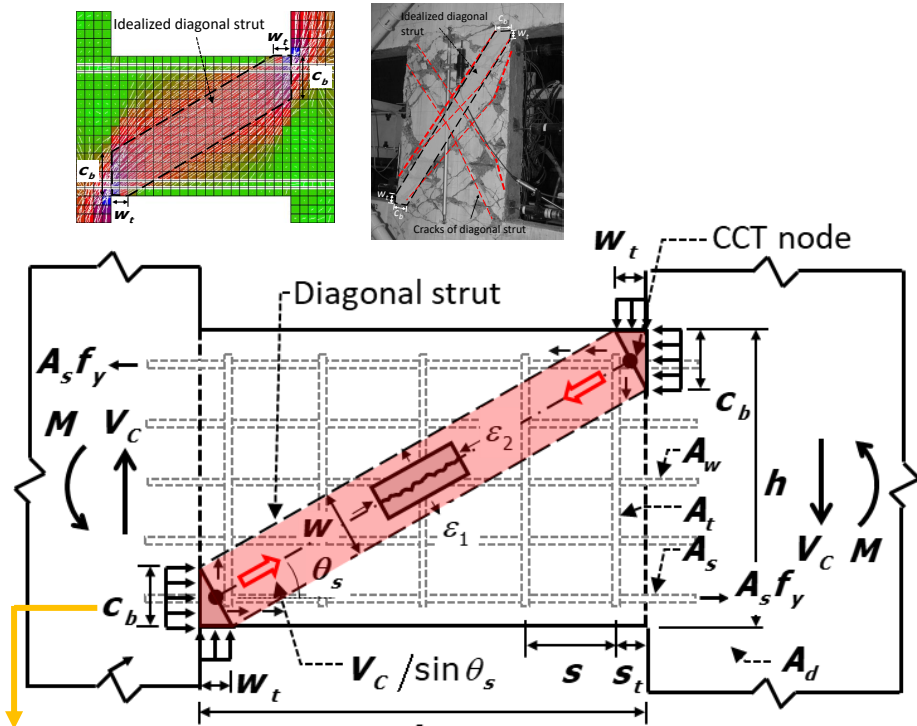 Idealized diagonal strut
w_t
c_b
c_b
w_t
Idealized diagonal strut
c_b
w_t
w_t
c_b
Cracks of diagonal strut
w_t
CCT node
Diagonal strut
A_s f_y
M V_C
c_b
ε_2
A_w
h
w
ε_1
A_t
V_C M
θ_s
A_s
A_s f_y
c_b
V_C / sin θ_s
s
s_t
A_d
w_t